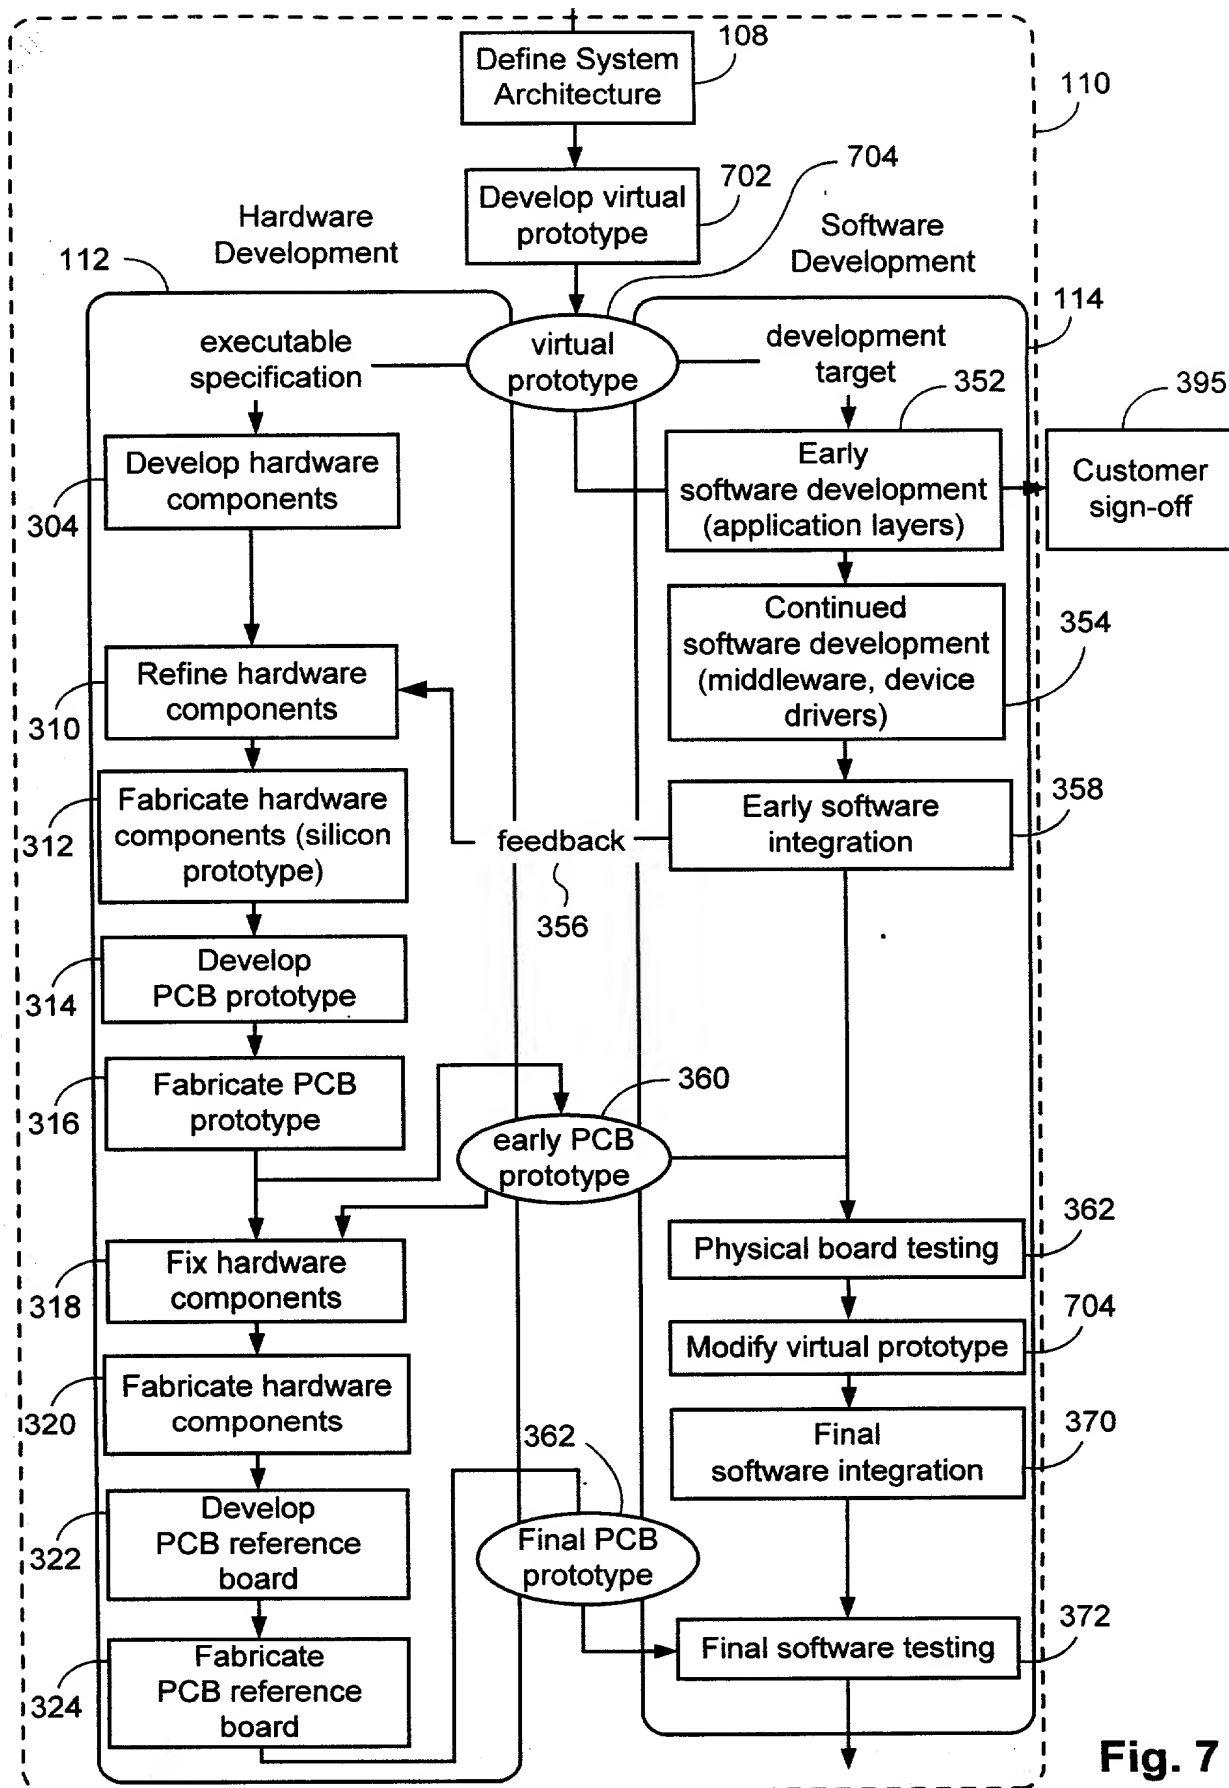 108
Define System
Architecture
110
704
702
Develop virtual
prototype
Hardware
Development
Software
Development
112
114
executable
specification
virtual
prototype
development
target
352
395
Develop hardware
components
304
Early
software development
(application layers)
Customer
sign-off
Continued
software development
(middleware, device
drivers)
354
Refine hardware
components
310
358
Fabricate hardware
components (silicon
prototype)
312
feedback
356
Early software
integration
Develop
PCB prototype
314
Fabricate PCB
prototype
316
360
early PCB
prototype
362
Physical board testing
Fix hardware
components
318
704
Modify virtual prototype
Fabricate hardware
components
320
362
370
Final
software integration
Develop
PCB reference
board
322
Final PCB
prototype
372
Final software testing
Fabricate
PCB reference
board
324
Fig. 7